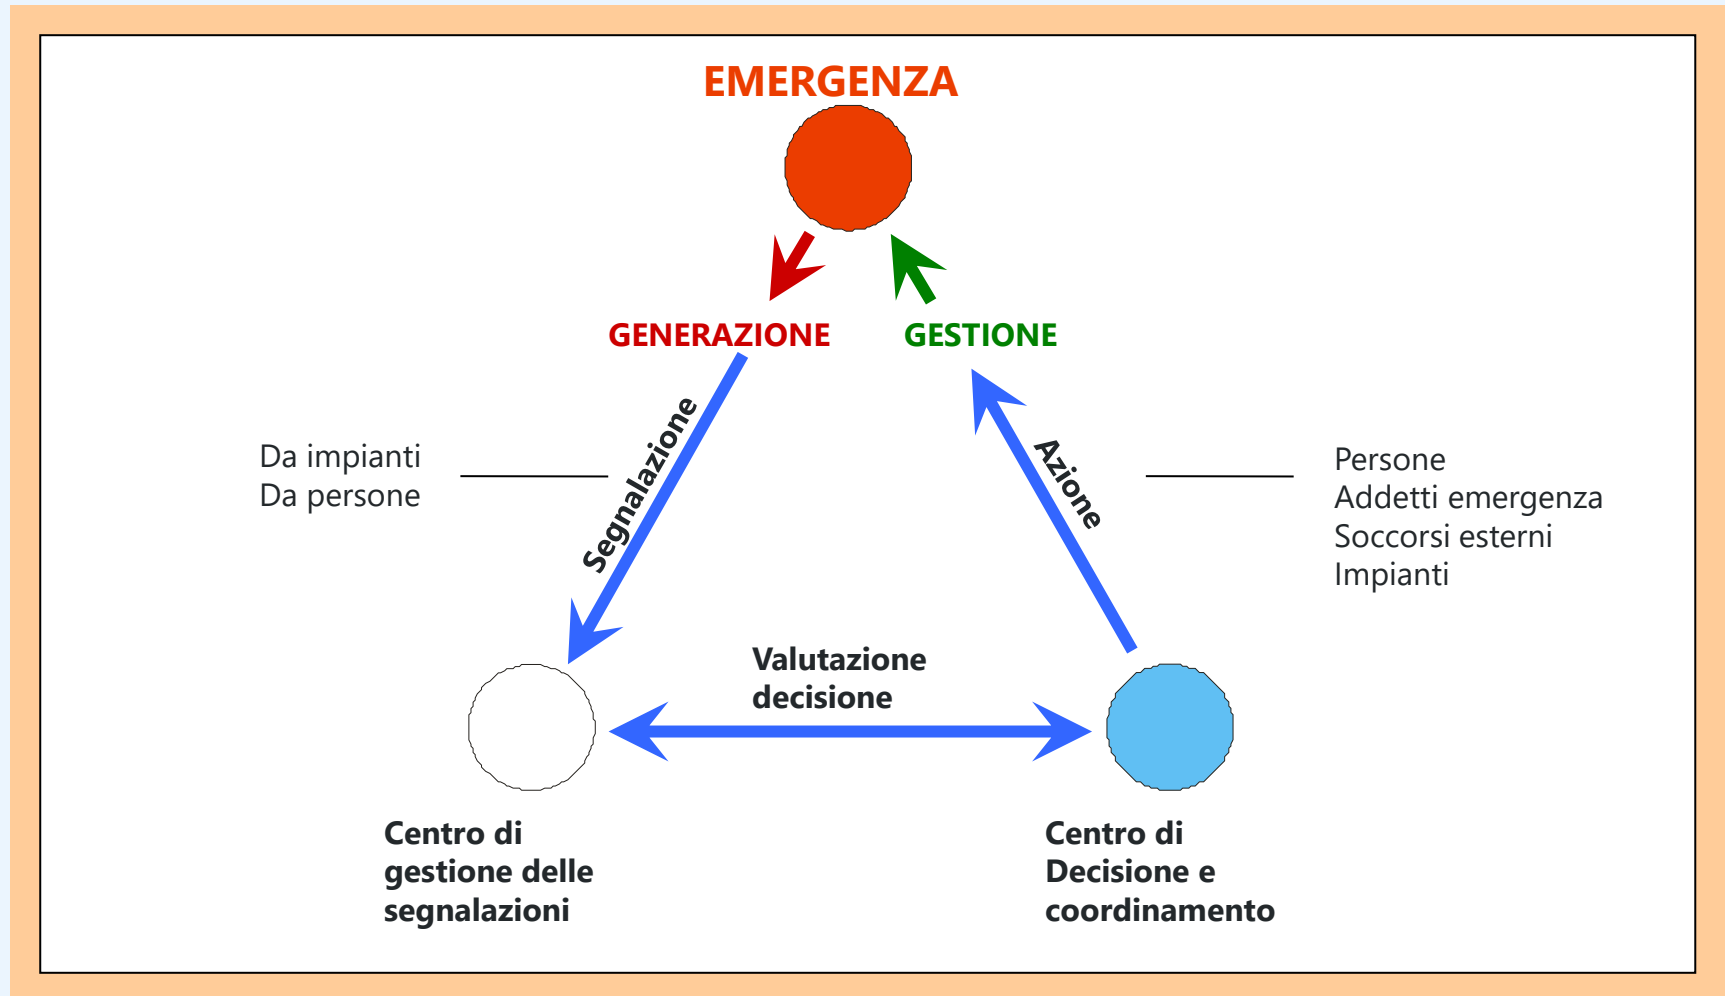 EMERGENZA
GENERAZIONE
GESTIONE
Segnalazione
Azione
Da impianti
Da persone
Persone
Addetti emergenza
Soccorsi esterni
Impianti
Valutazione
decisione
Centro di
gestione delle
segnalazioni
Centro di
Decisione e
coordinamento